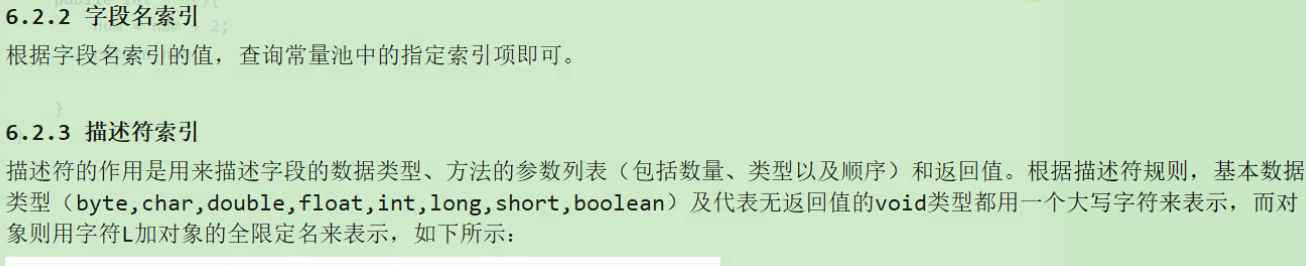 6.2.2 字段名索引
根据字段名索引的值，查询常量池中的指定索引项即可。
}
6.2.3 描述符索引
描述符的作用是用来描述字段的数据类型、方法的参数列表（包括数量、类型以及顺序）和返回值。根据描述符规则，基本数据
类型（byte,char,double,float,int,long,short,boolean）及代表无返回值的void类型都用一个大写字符来表示，而对
象则用字符L加对象的全限定名来表示，如下所示：